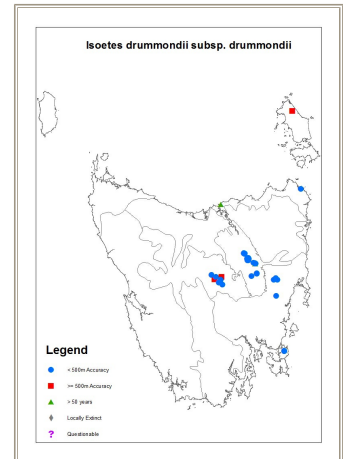 Isoetes drummondii subsp. drummondii
Legend
< 500m Accuracy
>= 500m Accuracy
> 50 years
Locally Extinct
? Questionable